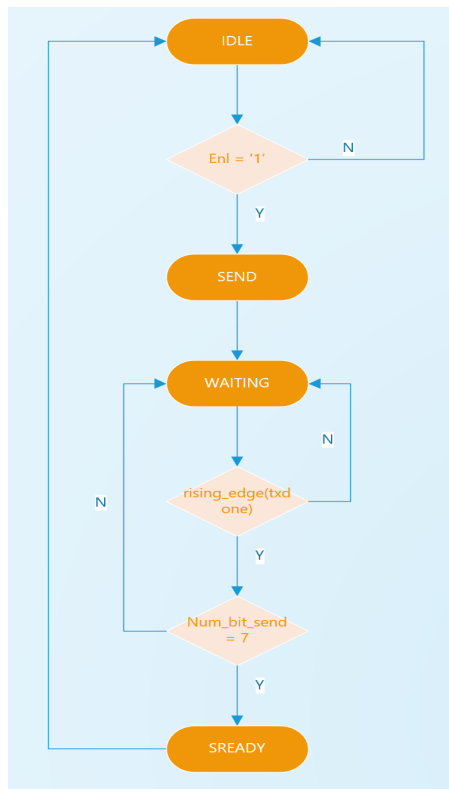 IDLE
N
Enl = '1'
Y
SEND
WAITING
N
rising_edge(txd
one)
N
Y
Num_bit_send
= 7
Y
SREADY